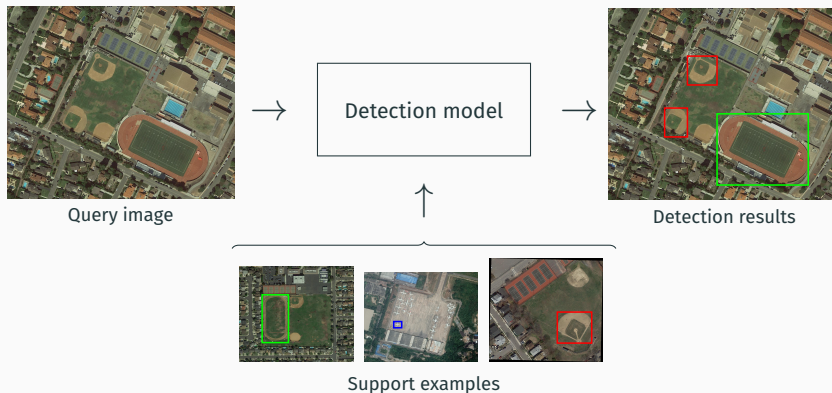 Detection model
Query image
Detection results
Support examples